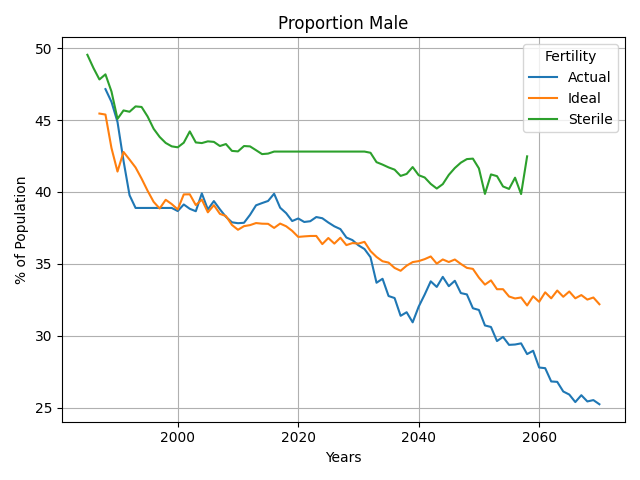 Proportion Male
% of Population
50
45
40
35
30
25
2000
2020
2040
2060
Years
Fertility
Actual
Ideal
Sterile